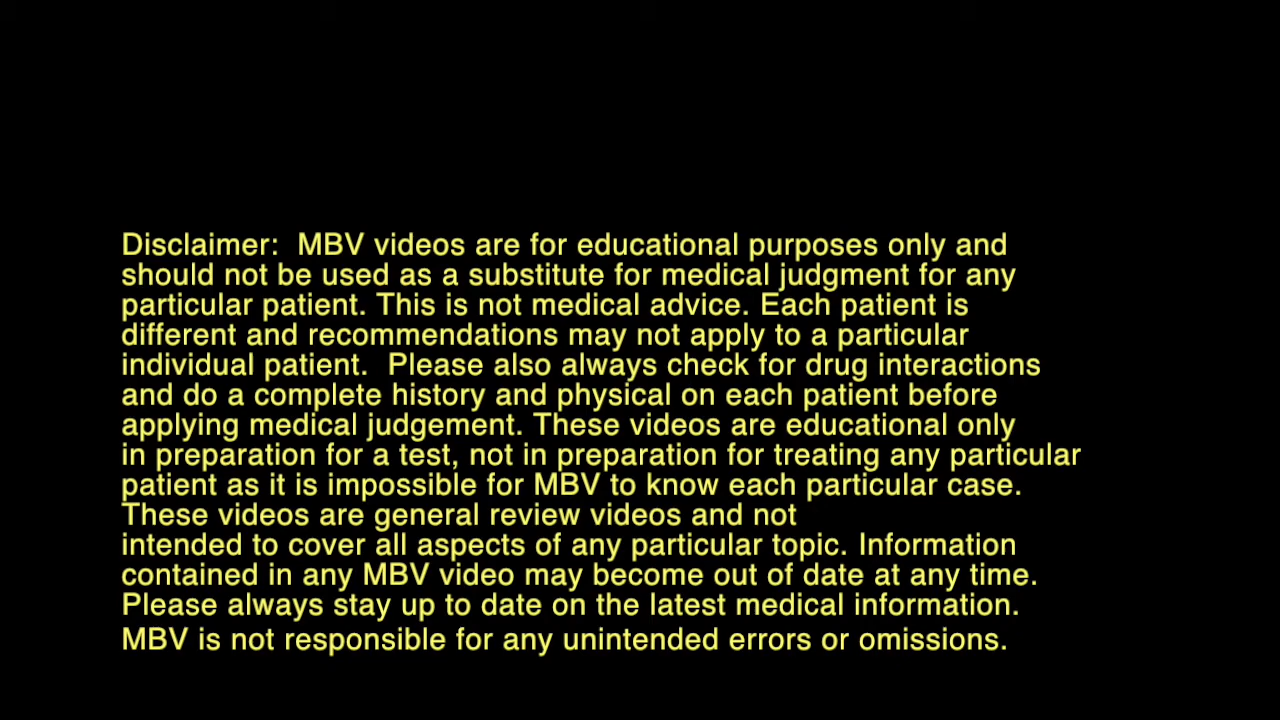 Disclaimer:  MBV videos are for educational purposes only and
should not be used as a substitute for medical judgment for any
particular patient. This is not medical advice. Each patient is
different and recommendations may not apply to a particular
individual patient.  Please also always check for drug interactions
and do a complete history and physical on each patient before
applying medical judgement. These videos are educational only
in preparation for a test, not in preparation for treating any particular
patient as it is impossible for MBV to know each particular case.
These videos are general review videos and not
intended to cover all aspects of any particular topic. Information
contained in any MBV video may become out of date at any time.
Please always stay up to date on the latest medical information.
MBV is not responsible for any unintended errors or omissions.